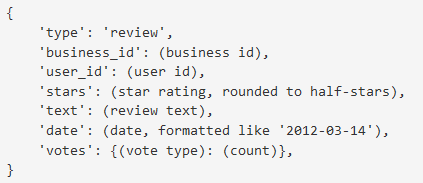 {
    'type': 'review',
    'business_id': (business id),
    'user_id': (user id),
    'stars': (star rating, rounded to half-stars),
    'text': (review text),
    'date': (date, formatted like '2012-03-14'),
    'votes': {(vote type): (count)},
}